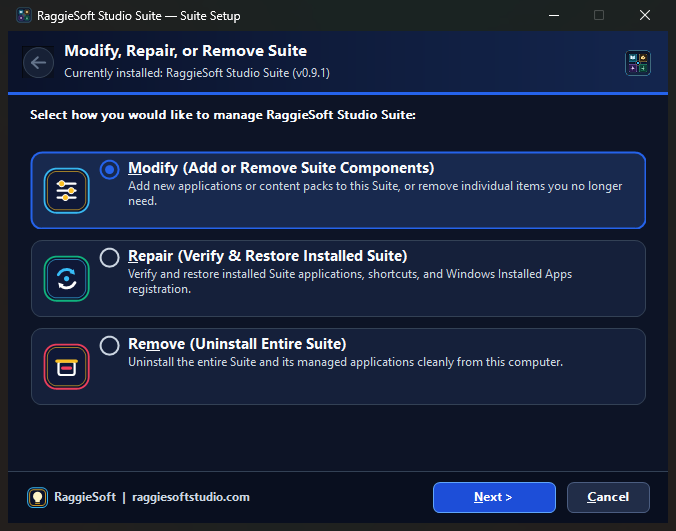 RaggieSoft Studio Suite — Suite Setup
Modify, Repair, or Remove Suite
Currently installed: RaggieSoft Studio Suite (v0.9.1)
Select how you would like to manage RaggieSoft Studio Suite:
Modify (Add or Remove Suite Components)
Add new applications or content packs to this Suite, or remove individual items you no longer
need.
Repair (Verify & Restore Installed Suite)
Verify and restore installed Suite applications, shortcuts, and Windows Installed Apps
registration.
Remove (Uninstall Entire Suite)
Uninstall the entire Suite and its managed applications cleanly from this computer.
RaggieSoft | raggiesoftstudio.com
Next >
Cancel